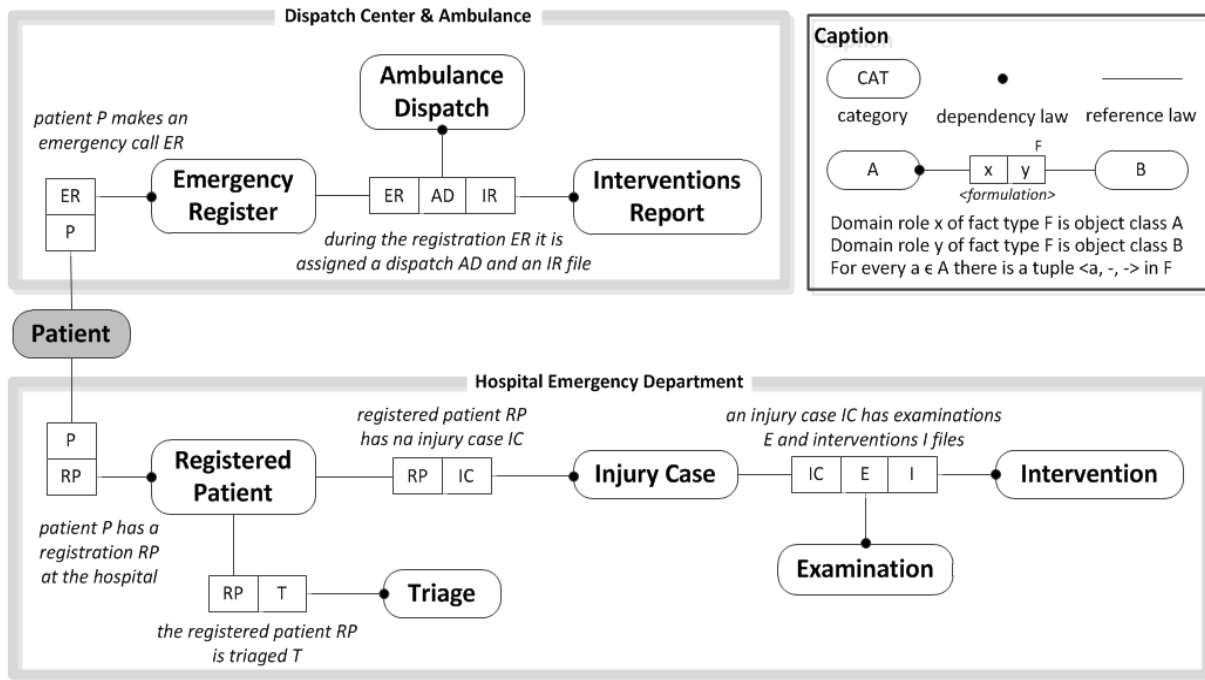 Dispatch Center & Ambulance
patient P makes an
emergency call ER
ER
P
Emergency
Register
Ambulance
Dispatch
ER AD IR
Interventions
Report
during the registration ER it is
assigned a dispatch AD and an IR file
Caption
CAT
category
dependency law
reference law
A
x y
F
B
<formulation>
Domain role x of fact type F is object class A
Domain role y of fact type F is object class B
For every a ϵ A there is a tuple <a, -, -> in F
Patient
Hospital Emergency Department
P
RP
patient P has a
registration RP
at the hospital
Registered
Patient
registered patient RP
has na injury case IC
RP IC
Injury Case
an injury case IC has examinations
E and interventions I files
IC E I
Intervention
Examination
RP T
Triage
the registered patient RP
is triaged T